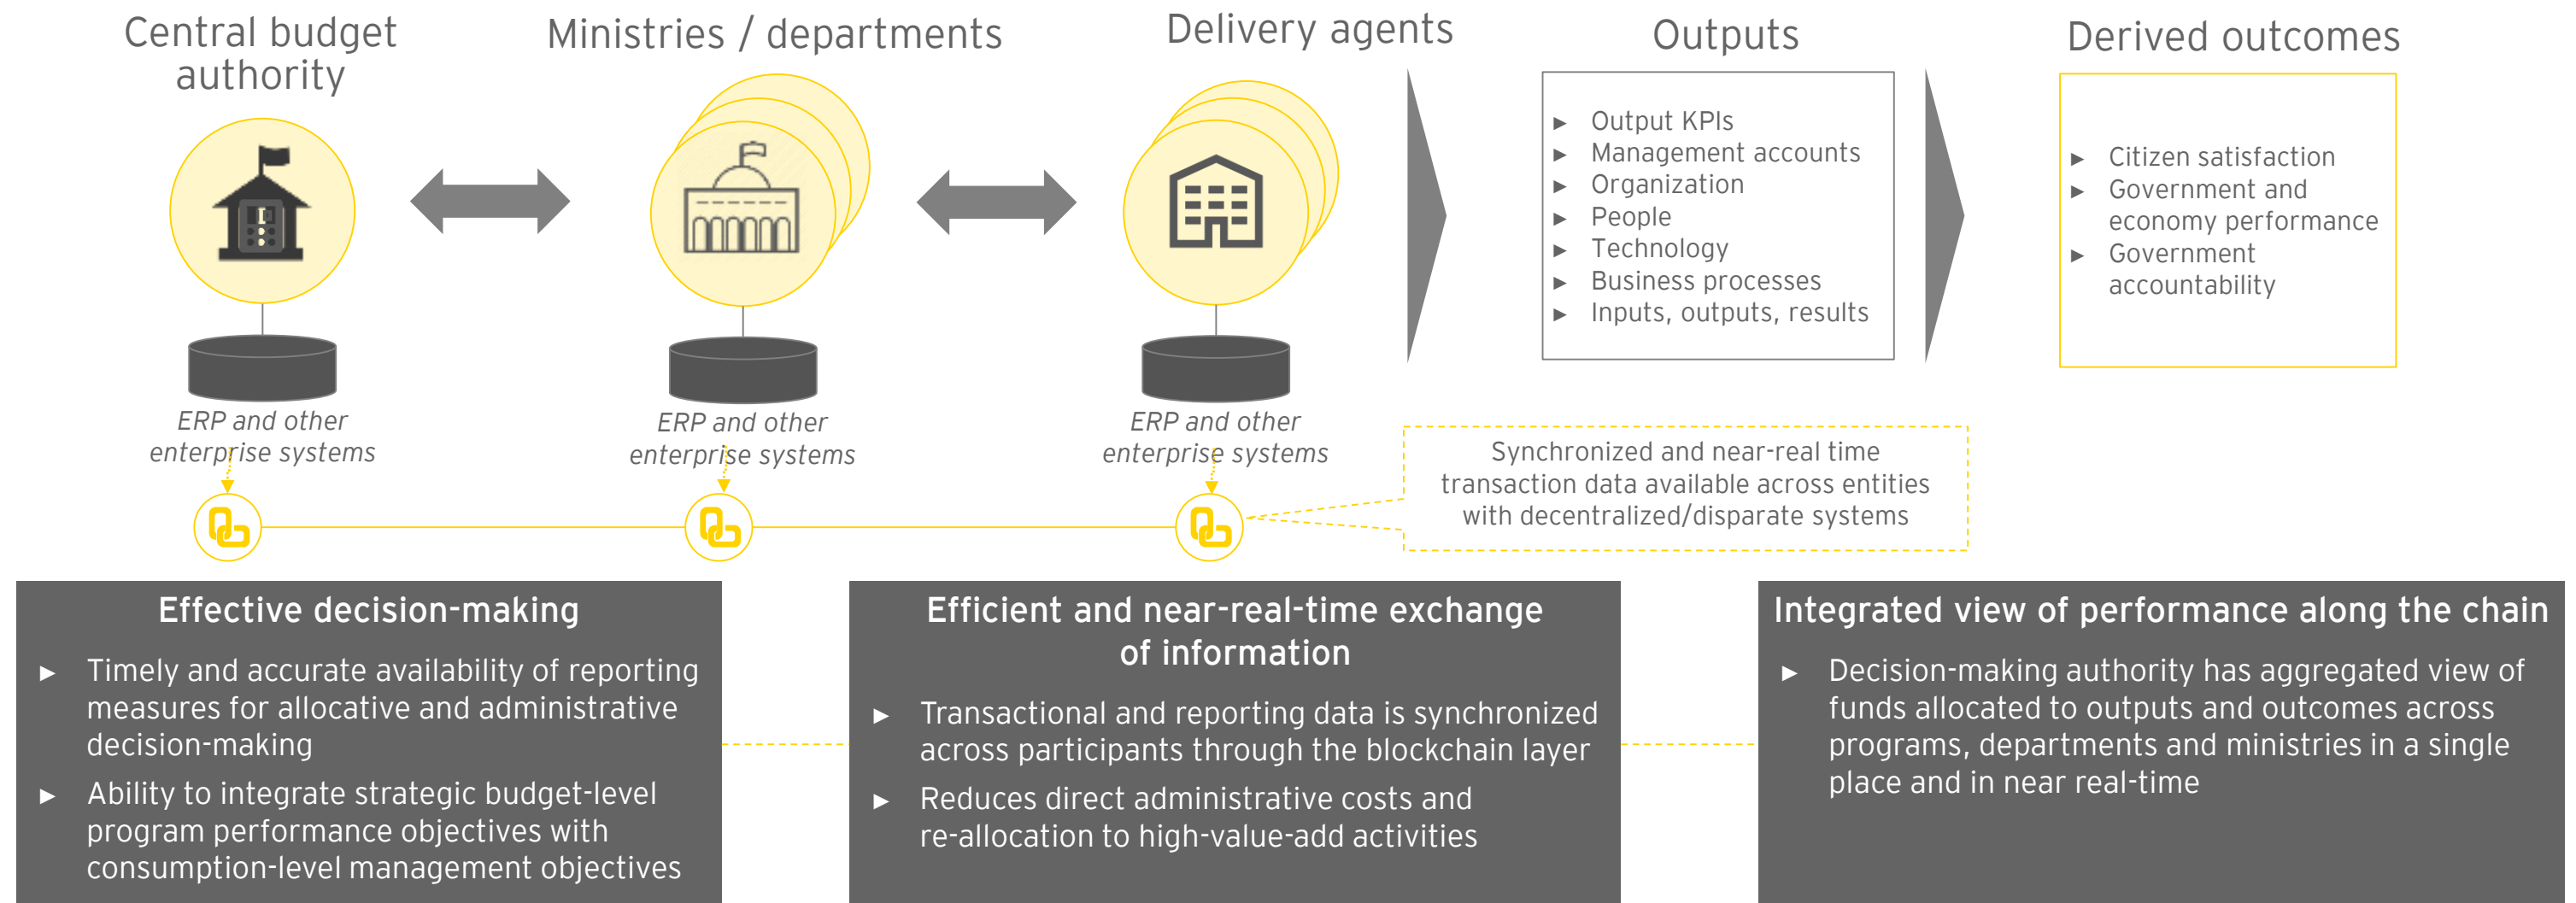 Central budget
authority
Ministries / departments
Delivery agents
Outputs
Derived outcomes
► Output KPIs
► Management accounts
► Organization
► People
► Technology
► Business processes
► Inputs, outputs, results
► Citizen satisfaction
► Government and
economy performance
► Government
accountability
ERP and other
enterprise systems
ERP and other
enterprise systems
ERP and other
enterprise systems
Synchronized and near-real time
transaction data available across entities
with decentralized/disparate systems
Effective decision-making
► Timely and accurate availability of reporting
measures for allocative and administrative
decision-making
► Ability to integrate strategic budget-level
program performance objectives with
consumption-level management objectives
Efficient and near-real-time exchange
of information
► Transactional and reporting data is synchronized
across participants through the blockchain layer
► Reduces direct administrative costs and
re-allocation to high-value-add activities
Integrated view of performance along the chain
► Decision-making authority has aggregated view of
funds allocated to outputs and outcomes across
programs, departments and ministries in a single
place and in near real-time